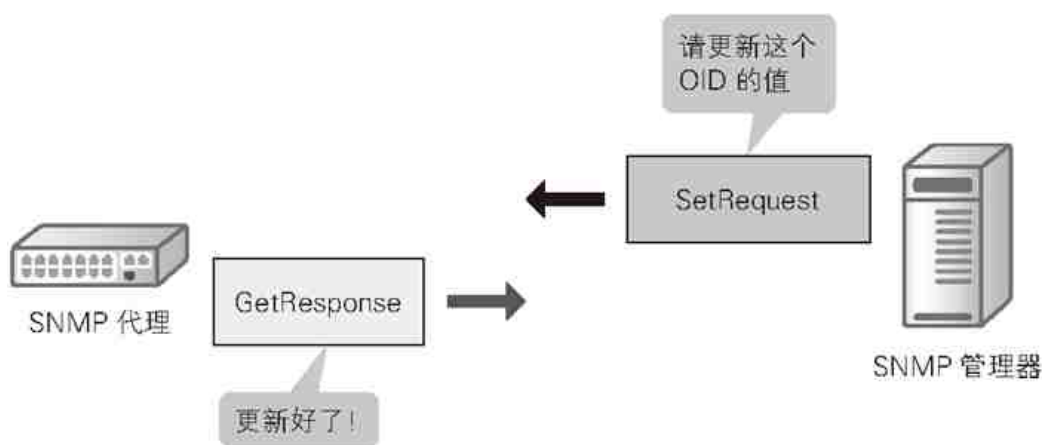 请更新这个
OID 的值
SetRequest
SNMP 代理
GetResponse
SNMP 管理器
更新好了！